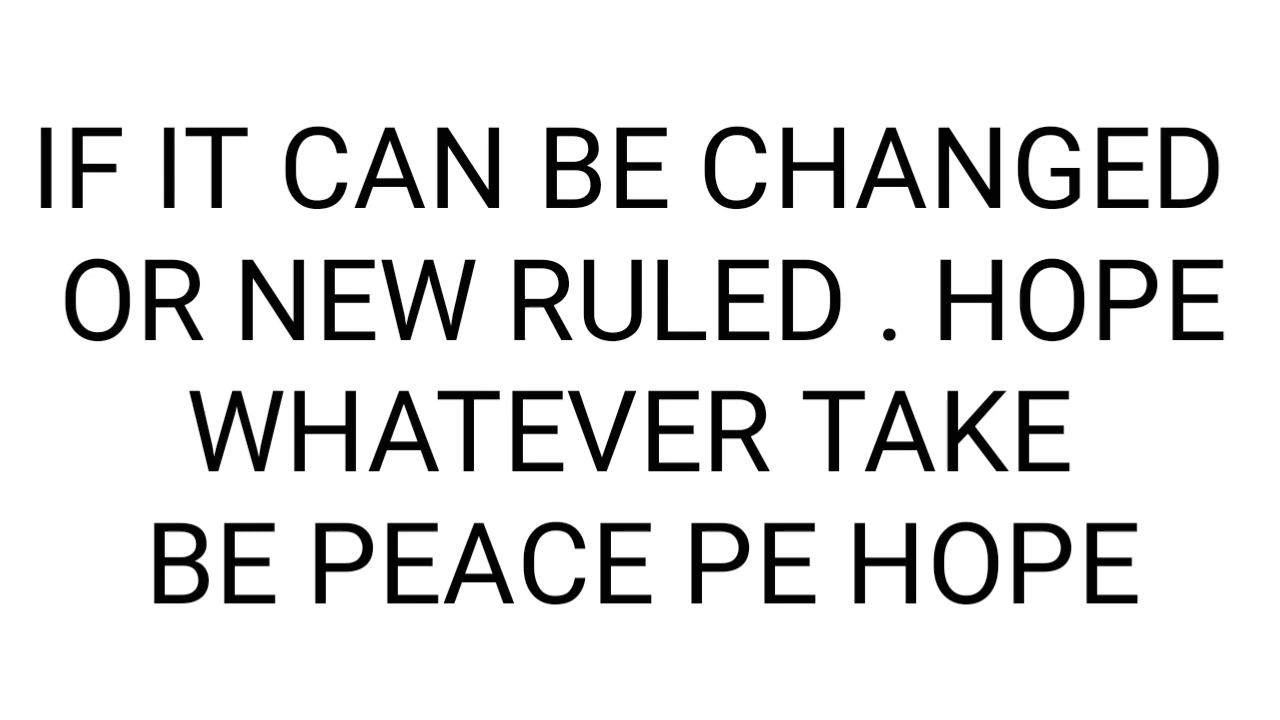 IF IT CAN BE CHANGED
OR NEW RULED . HOPE
WHATEVER TAKE
BE PEACE PE HOPE